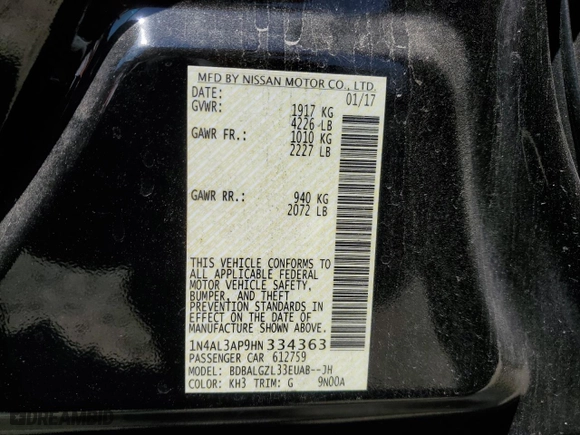 MFD BY NISSAN MOTOR CO., LTD.
DATE: 01/17
GVWR: 1917 KG
4226 LB
GAWR FR.: 1010 KG
2227 LB
GAWR RR.: 940 KG
2072 LB
THIS VEHICLE CONFORMS TO
ALL APPLICABLE FEDERAL
MOTOR VEHICLE SAFETY,
BUMPER, AND THEFT
PREVENTION STANDARDS IN
EFFECT ON THE DATE OF
MANUFACTURE SHOWN ABOVE.
1N4AL3AP9HN334363
PASSENGER CAR 612759
MODEL: BDBALGZL33EUAB--JH
COLOR: KH3 TRIM: G 9N00A
DREAMBID